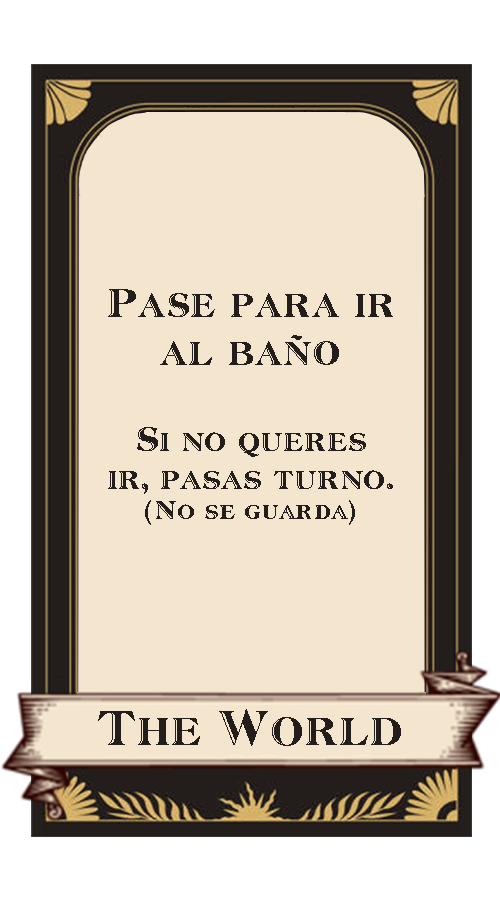 Pase para ir
al baño
Si no queres
ir, pasas turno.
(No se guarda)
The World